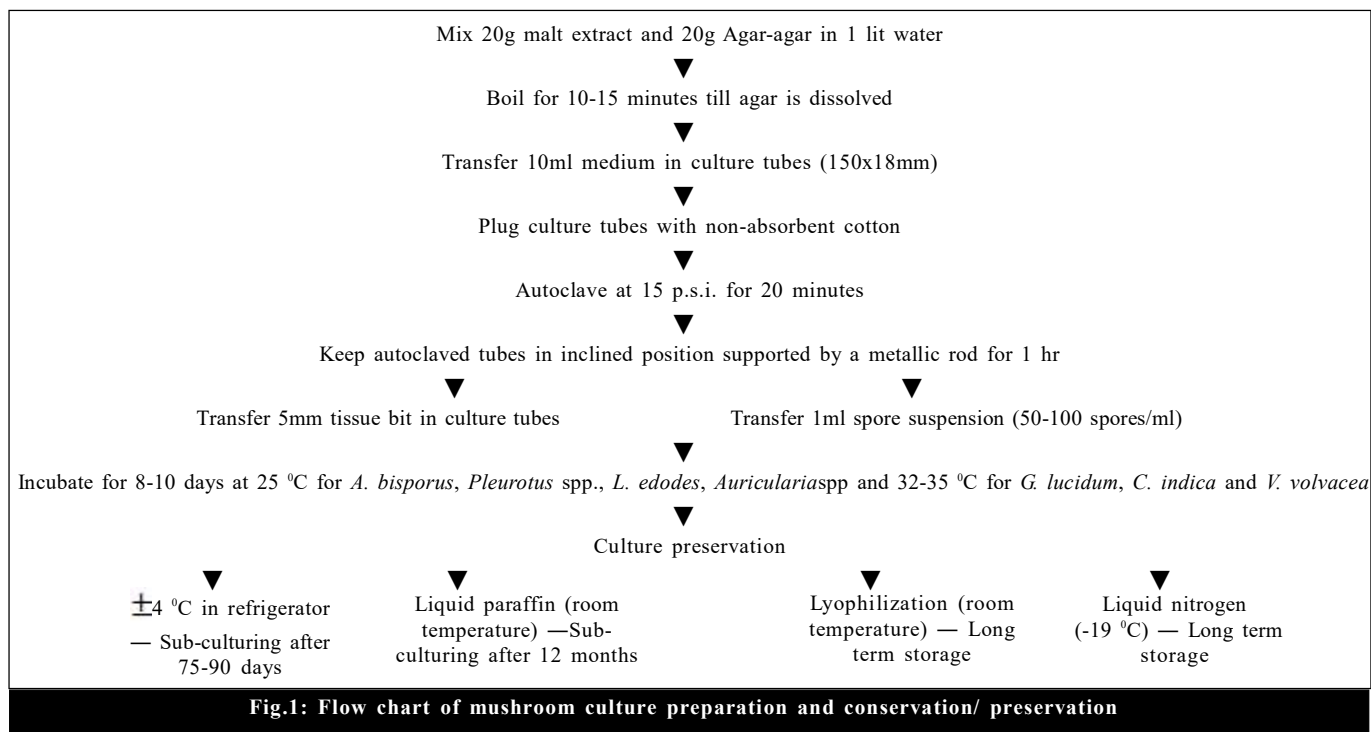 Mix 20g malt extract and 20g Agar-agar in 1 lit water
Boil for 10-15 minutes till agar is dissolved
Transfer 10ml medium in culture tubes (150x18mm)
Plug culture tubes with non-absorbent cotton
Autoclave at 15 p.s.i. for 20 minutes
Keep autoclaved tubes in inclined position supported by a metallic rod for 1 hr
Transfer 5mm tissue bit in culture tubes
Transfer 1ml spore suspension (50-100 spores/ml)
Incubate for 8-10 days at 25 ⁰C for A. bisporus, Pleurotus spp., L. edodes, Auriculariaspp and 32-35 ⁰C for G. lucidum, C. indica and V. volvacea
Culture preservation
±4 ⁰C in refrigerator
— Sub-culturing after
75-90 days
Liquid paraffin (room
temperature) —Sub-
culturing after 12 months
Lyophilization (room
temperature) — Long
term storage
Liquid nitrogen
(-19 ⁰C) — Long term
storage
Fig.1: Flow chart of mushroom culture preparation and conservation/ preservation